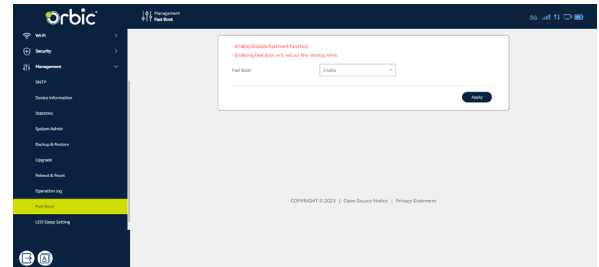 Orbic
Management
Fast Boot
5G
Wi-Fi
Security
Management
SNTP
Device Information
Statistics
System Admin
Backup & Restore
Upgrade
Reboot & Reset
Operation log
Fast Boot
LED Sleep Setting
- Enable/Disable fast boot function.
- Enabling fast boot will reduce the startup time.
Fast Boot: Enable
Apply
COPYRIGHT © 2023 | Open Source Notice | Privacy Statement